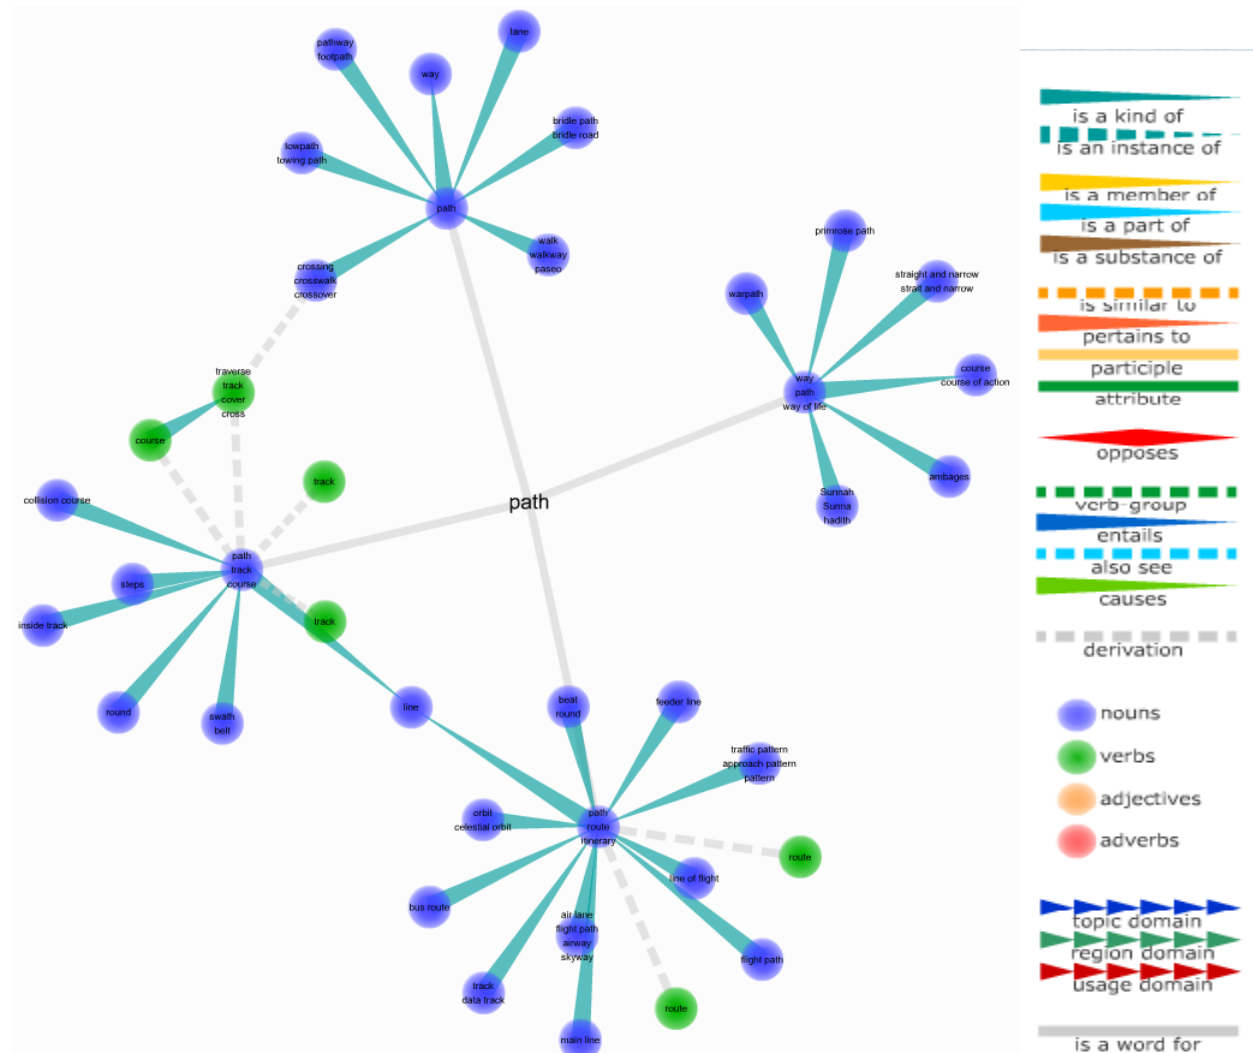 pathway
footpath
way
lane
bridle path
bridle road
towpath
towing path
path
walk
walkway
paseo
crossing
crosswalk
crossover
primrose path
straight and narrow
strait and narrow
warpath
course
course of action
way
path
way of life
ambages
Sunnah
Sunna
hadith
traverse
track
cover
cross
course
track
collision course
path
path
track
course
steps
inside track
track
round
swath
belt
line
beat
round
feeder line
traffic pattern
approach pattern
pattern
orbit
celestial orbit
path
route
itinerary
route
line of flight
bus route
air lane
flight path
airway
skyway
flight path
track
data track
route
main line
is a kind of
is an instance of
is a member of
is a part of
is a substance of
is similar to
pertains to
participle
attribute
opposes
verb-group
entails
also see
causes
derivation
nouns
verbs
adjectives
adverbs
topic domain
region domain
usage domain
is a word for